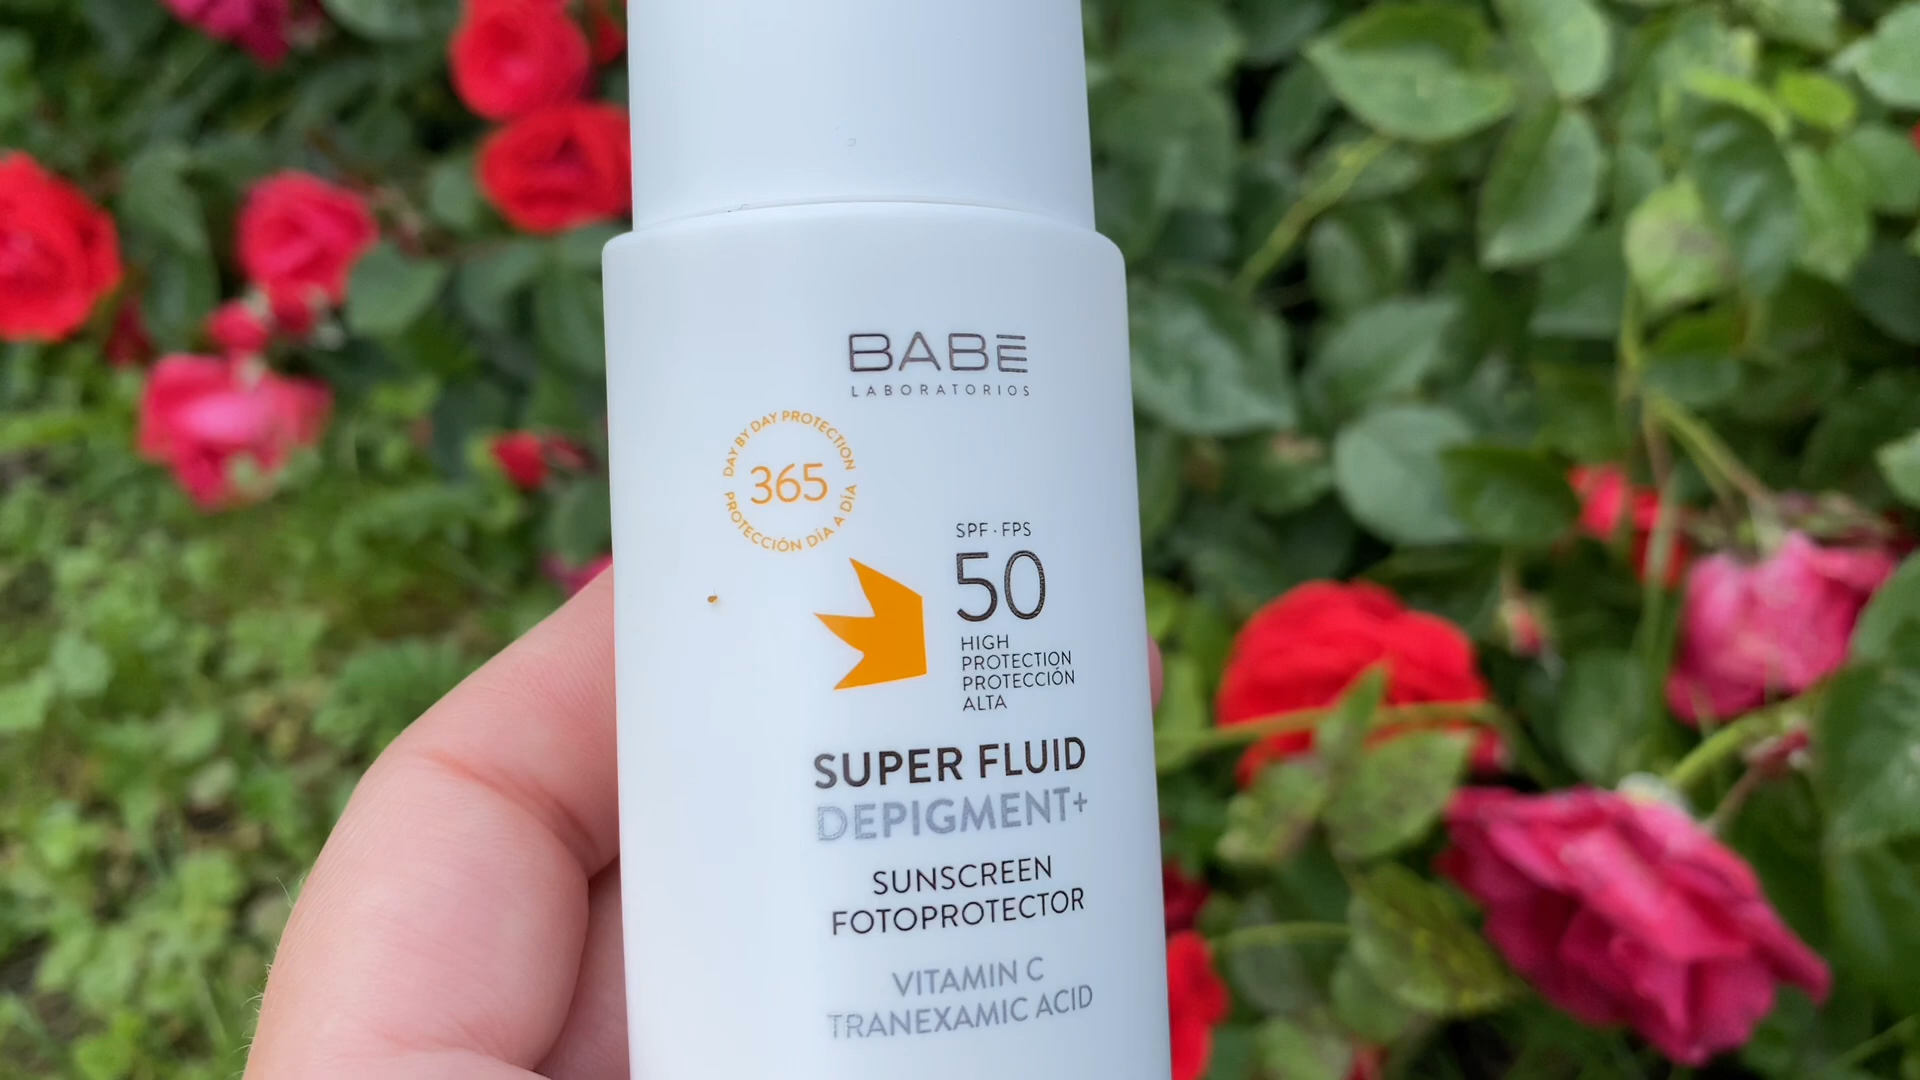 BABĒ
LABORATORIOS
DAY BY DAY PROTECTION
365
PROTECCIÓN DÍA A DÍA
SPF · FPS
50
HIGH
PROTECTION
PROTECCIÓN
ALTA
SUPER FLUID
DEPIGMENT+
SUNSCREEN
FOTOPROTECTOR
VITAMIN C
TRANEXAMIC ACID